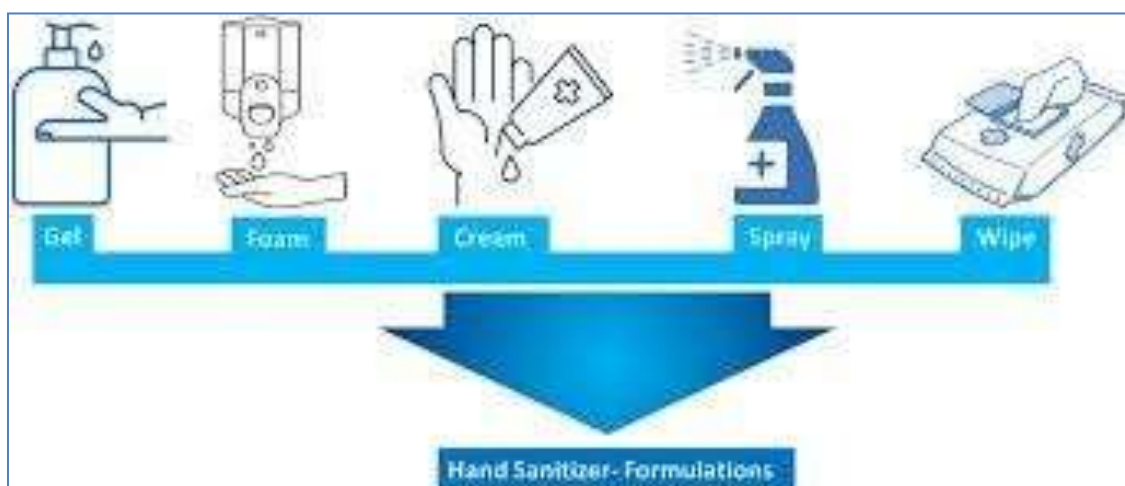 Gel
Foam
Cream
Spray
Wipe
Hand Sanitizer- Formulations